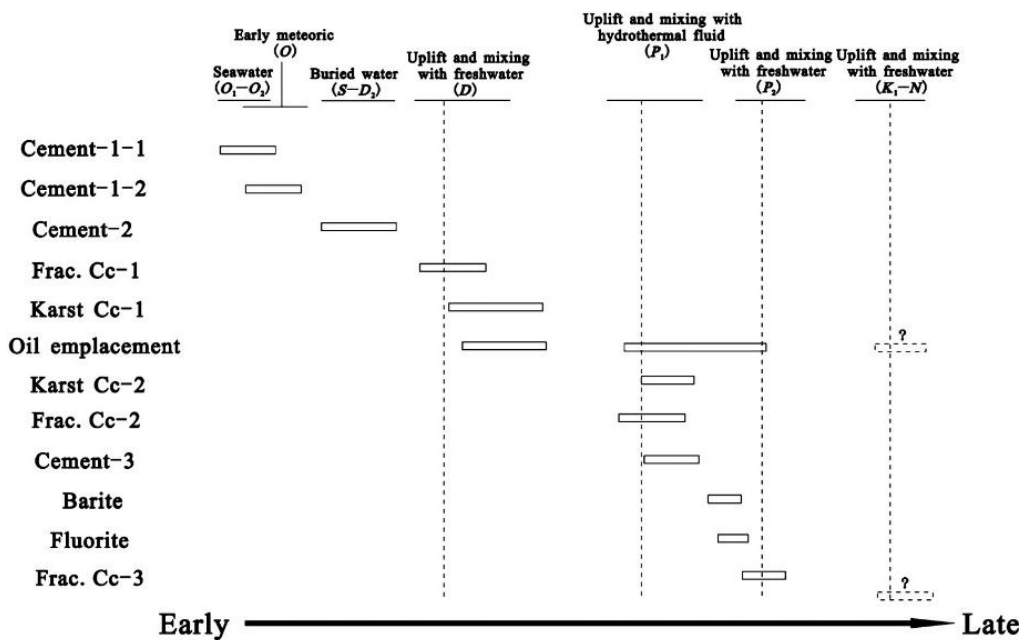 Early meteoric
(O)
Seawater
(O₁−O₂)
Buried water
(S−D₂)
Uplift and mixing
with freshwater
(D)
Uplift and mixing with
hydrothermal fluid
(P₁)
Uplift and mixing
with freshwater
(P₂)
Uplift and mixing
with freshwater
(K₁−N)
Cement-1-1
Cement-1-2
Cement-2
Frac. Cc-1
Karst Cc-1
Oil emplacement
?
Karst Cc-2
Frac. Cc-2
Cement-3
Barite
Fluorite
Frac. Cc-3
?
Early
Late